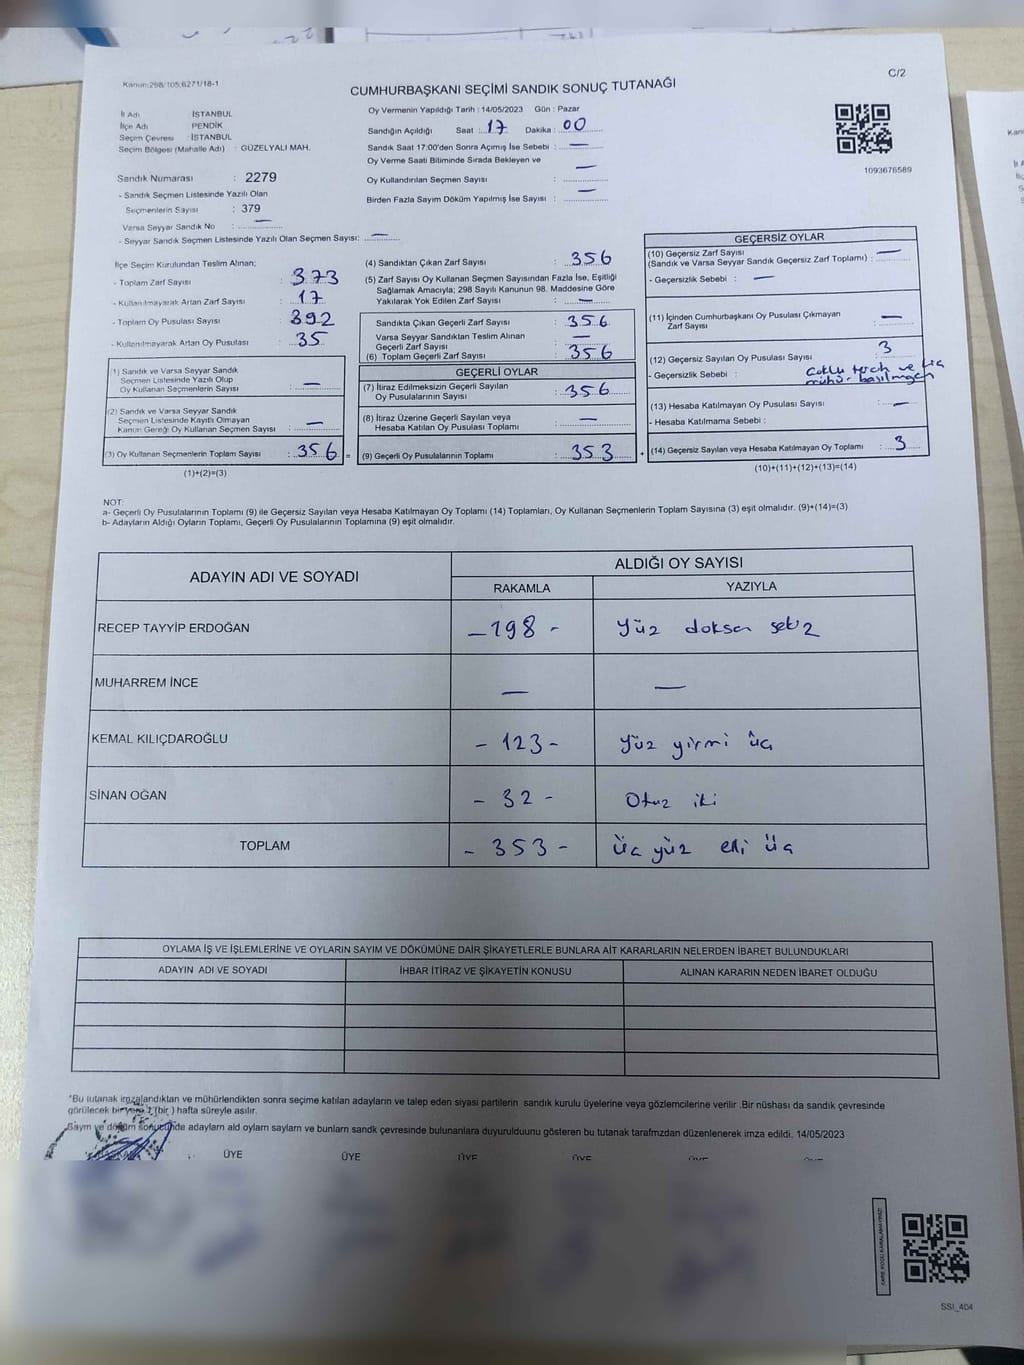 Kanun:298/105;6271/18-1
C/2
CUMHURBAŞKANI SEÇİMİ SANDIK SONUÇ TUTANAĞI
İl Adı : İSTANBUL
İlçe Adı : PENDİK
Seçim Çevresi : İSTANBUL
Seçim Bölgesi (Mahalle Adı) : GÜZELYALI MAH.
Sandık Numarası : 2279
- Sandık Seçmen Listesinde Yazılı Olan
Seçmenlerin Sayısı : 379
Varsa Seyyar Sandık No : —
- Seyyar Sandık Seçmen Listesinde Yazılı Olan Seçmen Sayısı: —
Oy Vermenin Yapıldığı Tarih : 14/05/2023 Gün : Pazar
Sandığın Açıldığı Saat : 17 Dakika : 00
Sandık Saat 17:00'den Sonra Açımış İse Sebebi : —
Oy Verme Saati Bitiminde Sırada Bekleyen ve
Oy Kullandırılan Seçmen Sayısı : —
Birden Fazla Sayım Döküm Yapılmış İse Sayısı : —
1093676589
İlçe Seçim Kurulundan Teslim Alınan;
- Toplam Zarf Sayısı : 373
- Kullanılmayarak Artan Zarf Sayısı : 17
- Toplam Oy Pusulası Sayısı : 392
- Kullanılmayarak Artan Oy Pusulası : 35
(1) Sandık ve Varsa Seyyar Sandık
Seçmen Listesinde Yazılı Olup
Oy Kullanan Seçmenlerin Sayısı : —
(2) Sandık ve Varsa Seyyar Sandık
Seçmen Listesinde Kayıtlı Olmayan
Kanun Gereği Oy Kullanan Seçmen Sayısı : —
(3) Oy Kullanan Seçmenlerin Toplam Sayısı : 356 =
(1)+(2)=(3)
(4) Sandıktan Çıkan Zarf Sayısı : 356
(5) Zarf Sayısı Oy Kullanan Seçmen Sayısından Fazla İse, Eşitliği
Sağlamak Amacıyla; 298 Sayılı Kanunun 98. Maddesine Göre
Yakılarak Yok Edilen Zarf Sayısı : —
Sandıkta Çıkan Geçerli Zarf Sayısı : 356
Varsa Seyyar Sandıktan Teslim Alınan
Geçerli Zarf Sayısı : —
(6) Toplam Geçerli Zarf Sayısı : 356
GEÇERLİ OYLAR
(7) İtiraz Edilmeksizin Geçerli Sayılan
Oy Pusulasının Sayısı : 356
(8) İtiraz Üzerine Geçerli Sayılan veya
Hesaba Katılan Oy Pusulası Toplamı : —
(9) Geçerli Oy Pusulalarının Toplamı : 353 +
GEÇERSİZ OYLAR
(10) Geçersiz Zarf Sayısı
(Sandık ve Varsa Seyyar Sandık Geçersiz Zarf Toplamı) : —
- Geçersizlik Sebebi : —
(11) İçinden Cumhurbaşkanı Oy Pusulası Çıkmayan
Zarf Sayısı : —
(12) Geçersiz Sayılan Oy Pusulası Sayısı : 3
- Geçersizlik Sebebi : Çoklu tercih ve
mühür basılmayan
(13) Hesaba Katılmayan Oy Pusulası Sayısı : —
- Hesaba Katılmama Sebebi :
(14) Geçersiz Sayılan veya Hesaba Katılmayan Oy Toplamı : 3
(10)+(11)+(12)+(13)=(14)
NOT:
a- Geçerli Oy Pusulalarının Toplamı (9) ile Geçersiz Sayılan veya Hesaba Katılmayan Oy Toplamı (14) Toplamları, Oy Kullanan Seçmenlerin Toplam Sayısına (3) eşit olmalıdır. (9)+(14)=(3)
b- Adayların Aldığı Oyların Toplamı, Geçerli Oy Pusulalarının Toplamına (9) eşit olmalıdır.
ADAYIN ADI VE SOYADI
ALDIĞI OY SAYISI
RAKAMLA YAZIYLA
RECEP TAYYİP ERDOĞAN - 198 - Yüz doksan sekiz
MUHARREM İNCE — —
KEMAL KILIÇDAROĞLU - 123 - Yüz yirmi üç
SİNAN OĞAN - 32 - Otuz iki
TOPLAM - 353 - Üç yüz elli üç
OYLAMA İŞ VE İŞLEMLERİNE VE OYLARIN SAYIM VE DÖKÜMÜNE DAİR ŞİKAYETLERLE BUNLARA AİT KARARLARIN NELERDEN İBARET BULUNDUKLARI
ADAYIN ADI VE SOYADI İHBAR İTİRAZ VE ŞİKAYETİN KONUSU ALINAN KARARIN NEDEN İBARET OLDUĞU
*Bu tutanak imzalandıktan ve mühürlendikten sonra seçime katılan adayların ve talep eden siyasi partilerin sandık kurulu üyelerine veya gözlemcilerine verilir .Bir nüshası da sandık çevresinde
görülecek bir yere 1 (bir ) hafta süreyle asılır.
Sayım ve döküm sonucunde adaylarn ald oylarn saylarn ve bunlarn sandk çevresinde bulunanlara duyurulduunu gösteren bu tutanak tarafmzdan düzenlenerek imza edildi. 14/05/2023
ÜYE ÜYE ÜYE ÜYE
SSI_404